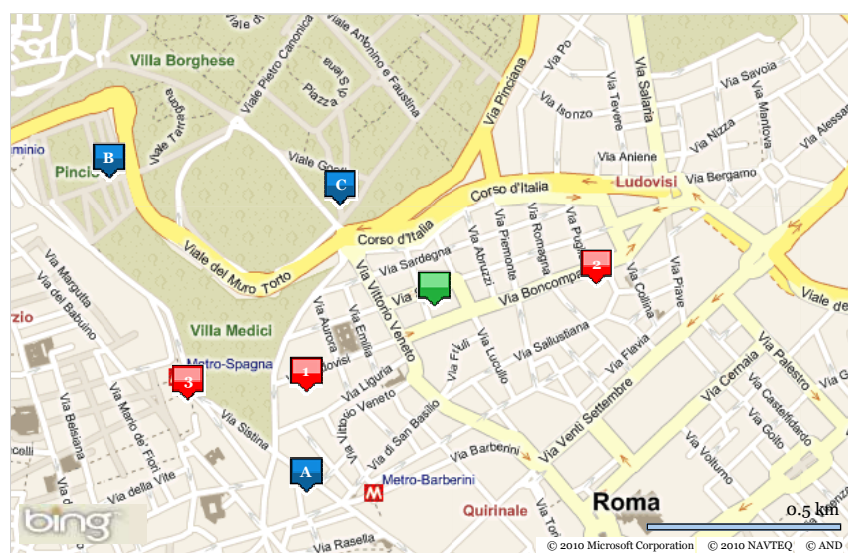 Viale Pietro Canonica
Viale Antonino e Faustina
Villa Borghese
Piazza di Siena
Via Po
Via Savoia
Via Pinciana
Via Isonzo
Via Tevere
Via Salaria
Via Nizza
Via Mantova
Viale
B
Pincio
C
Via Aniene
Via Bergamo
Ludovisi
Corso d'Italia
Corso d'Italia
Viale del Muro Torto
Via Sardegna
Via Abruzzi
Via Piemonte
Via Romagna
2
Via Boncompa
Via Collina
Via Piave
Viale de
Via Margutta
Via del Babuino
Villa Medici
Via Aurora
Via Emilia
Via Vittorio Veneto
Via Sallustiana
Via Flavia
Via Friuli
Via Lucullo
Metro-Spagna
3
1
Via Liguria
Via Vittorio Veneto
Via di San Basilio
Via Sistina
Via Mario de' Fiori
Via Belsiana
Via della Vite
Via Barberini
Via Venti Settembre
Via Cernaia
Via Palestro
Via Castelfidardo
Via Goito
Via Volturno
A
Metro-Barberini
M
Quirinale
Roma
0.5 km
Via Rasella
bing
© 2010 Microsoft Corporation © 2010 NAVTEQ © AND